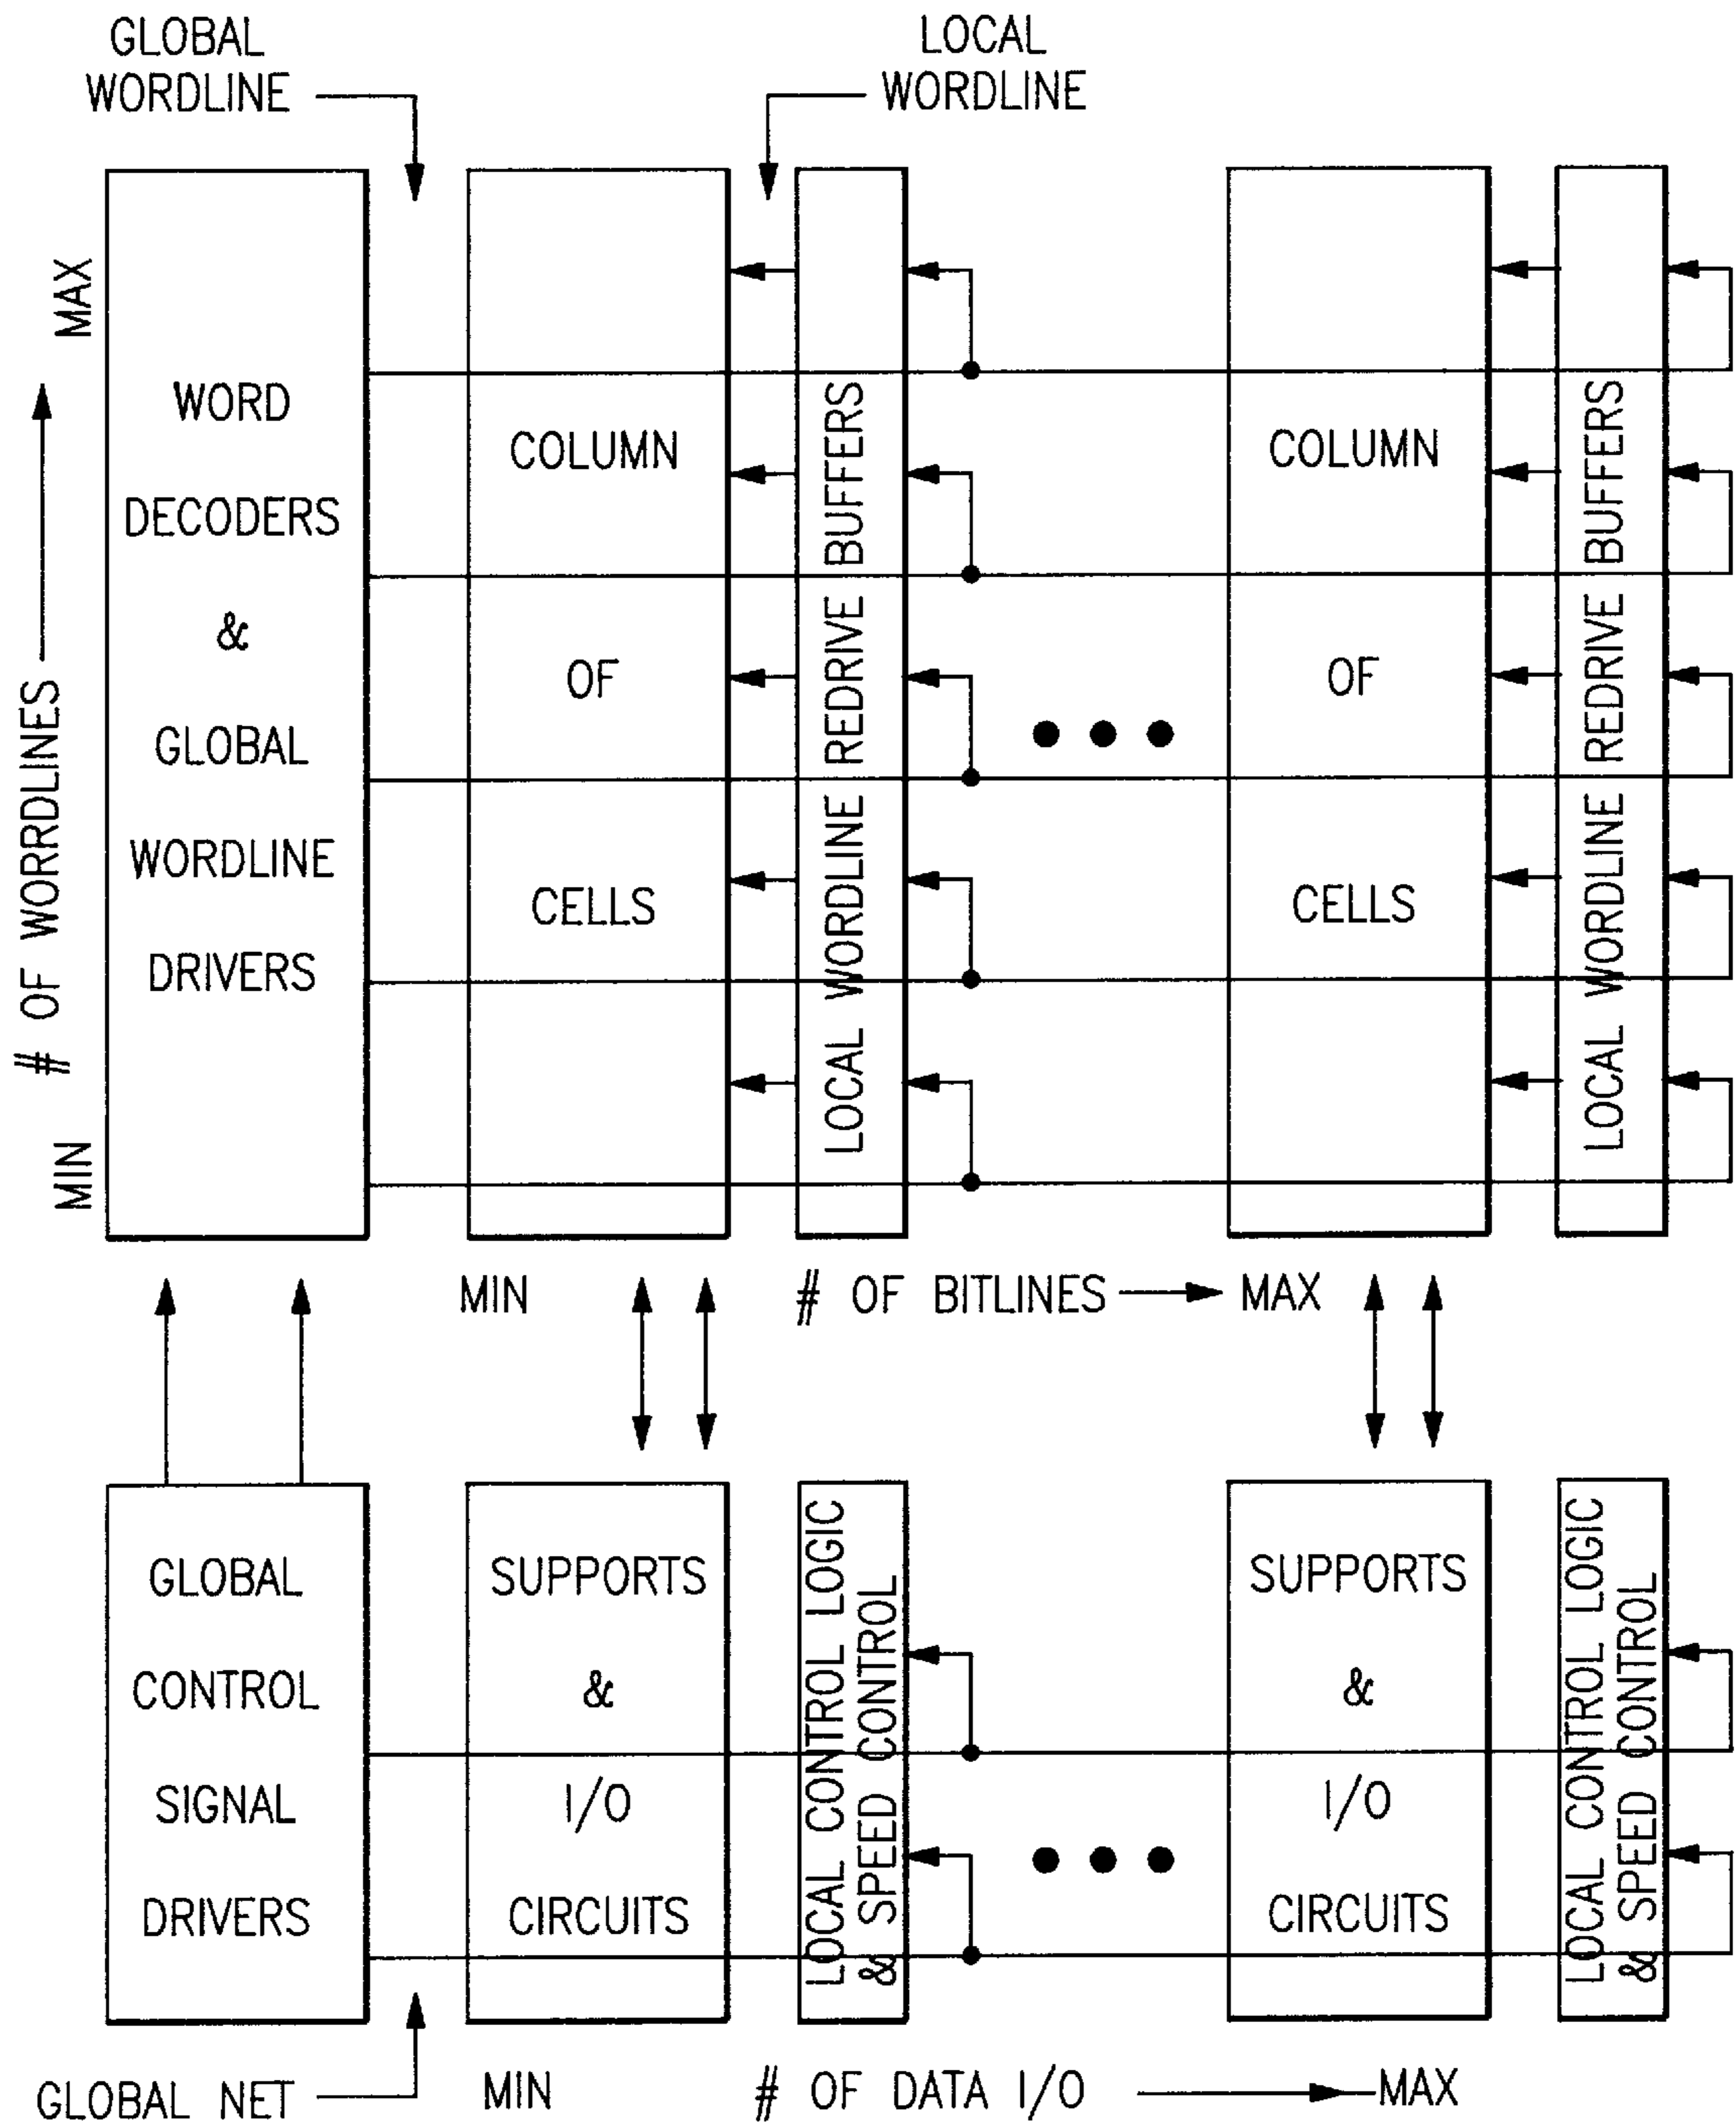 GLOBAL
WORDLINE
LOCAL
WORDLINE
MAX
# OF WORRDLINES
MIN
WORD
DECODERS
&
GLOBAL
WORDLINE
DRIVERS
COLUMN
OF
CELLS
LOCAL WORDLINE REDRIVE BUFFERS
COLUMN
OF
CELLS
LOCAL WORDLINE REDRIVE BUFFERS
MIN # OF BITLINES MAX
GLOBAL
CONTROL
SIGNAL
DRIVERS
SUPPORTS
&
I/O
CIRCUITS
LOCAL CONTROL LOGIC
& SPEED CONTROL
SUPPORTS
&
I/O
CIRCUITS
LOCAL CONTROL LOGIC
& SPEED CONTROL
GLOBAL NET
MIN # OF DATA I/O MAX